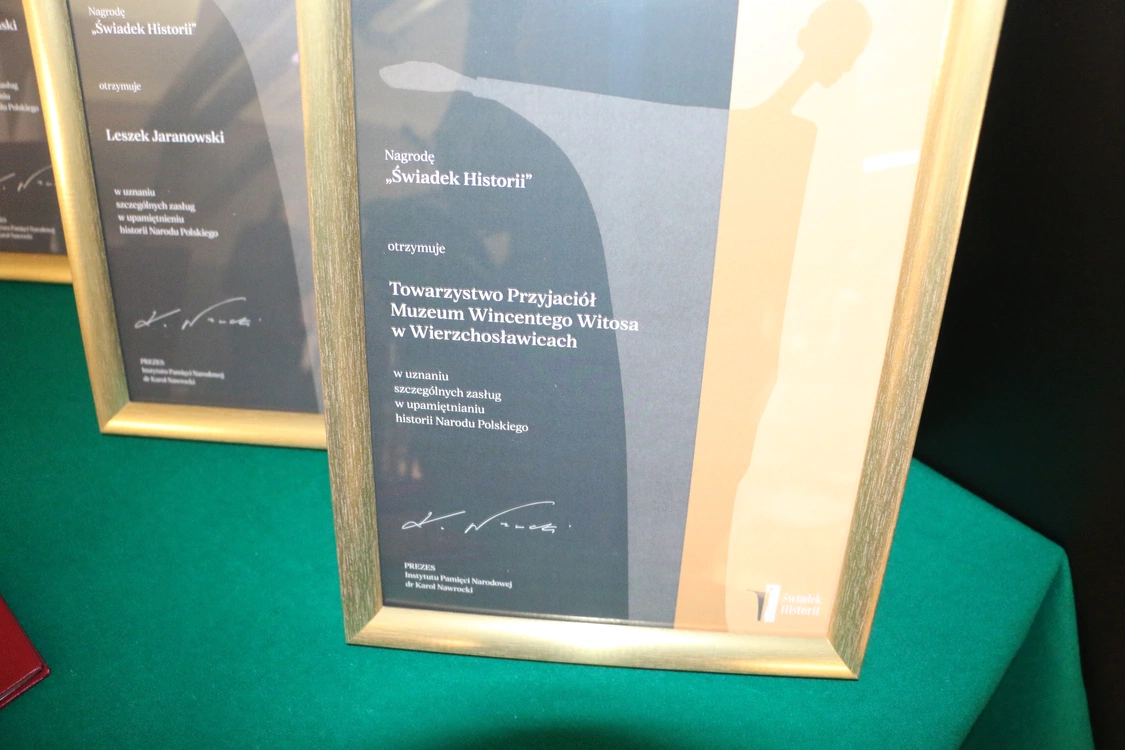 ski
Nagrodę
„Świadek Historii”
otrzymuje
Leszek Jaranowski
w uznaniu
szczególnych zasług
w upamiętnieniu
historii Narodu Polskiego
PREZES
Instytutu Pamięci Narodowej
dr Karol Nawrocki
Nagrodę
„Świadek Historii”
otrzymuje
Towarzystwo Przyjaciół
Muzeum Wincentego Witosa
w Wierzchosławicach
w uznaniu
szczególnych zasług
w upamiętnianiu
historii Narodu Polskiego
K. Nawrocki
PREZES
Instytutu Pamięci Narodowej
dr Karol Nawrocki
Świadek
Historii